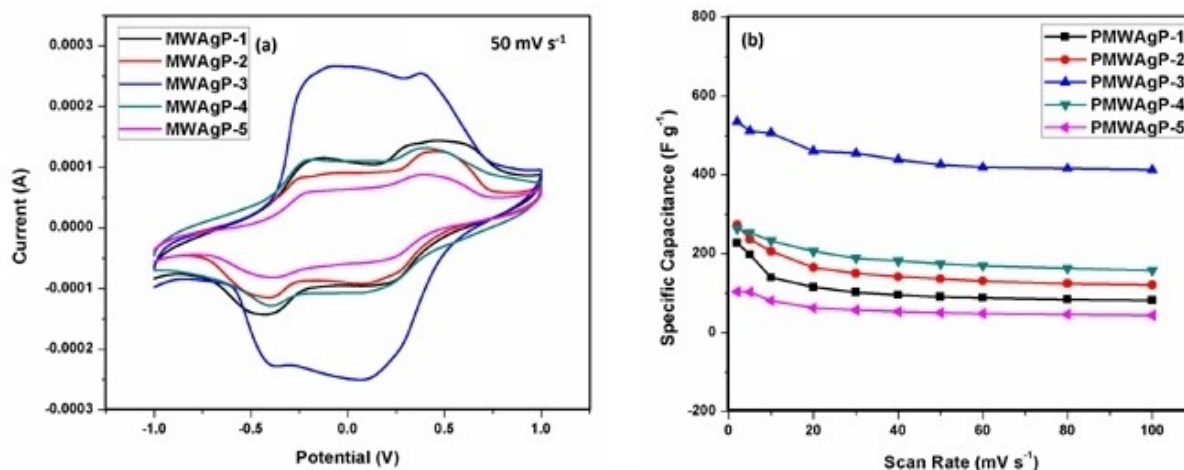 MWAgP-1
MWAgP-2
MWAgP-3
MWAgP-4
MWAgP-5
(a)
50 mV s⁻¹
0.0003
0.0002
0.0001
0.0000
-0.0001
-0.0002
-0.0003
Current (A)
-1.0 -0.5 0.0 0.5 1.0
Potential (V)
(b)
PMWAgP-1
PMWAgP-2
PMWAgP-3
PMWAgP-4
PMWAgP-5
800
600
400
200
0
-200
Specific Capacitance (F g⁻¹)
0 20 40 60 80 100
Scan Rate (mV s⁻¹)